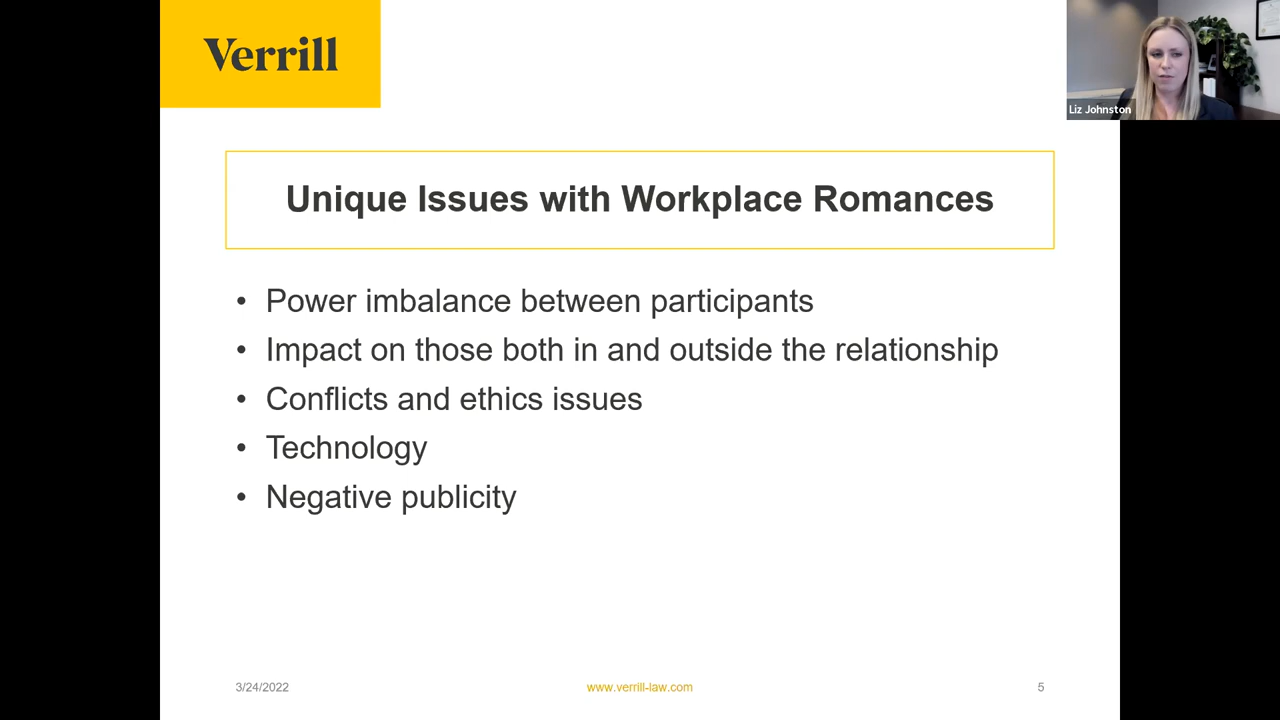 Verrill
Liz Johnston
Unique Issues with Workplace Romances
• Power imbalance between participants
• Impact on those both in and outside the relationship
• Conflicts and ethics issues
• Technology
• Negative publicity
3/24/2022
www.verrill-law.com
5